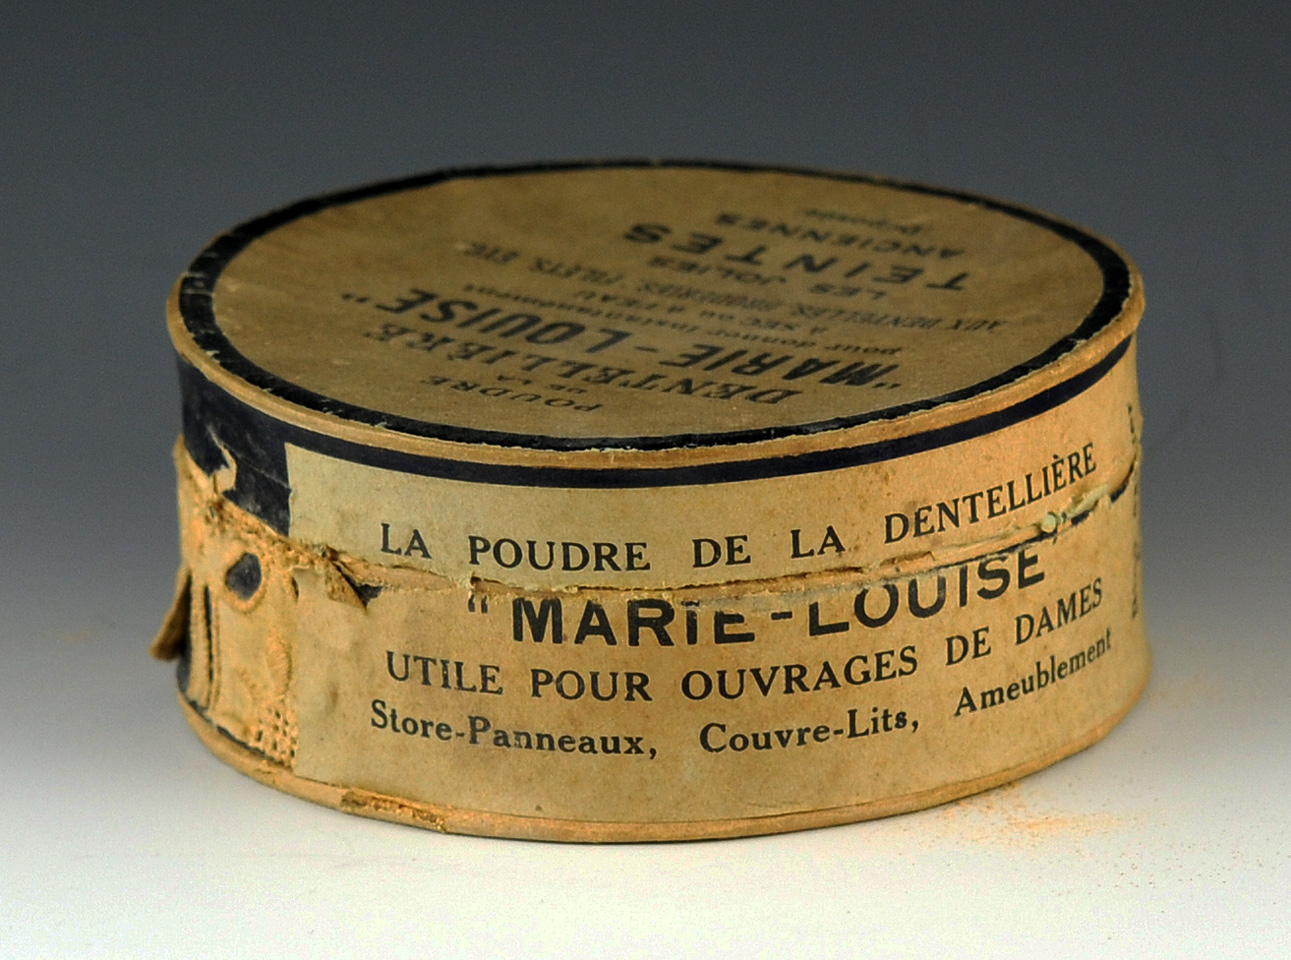 POUDRE
DE LA
DENTELLIÈRE
"MARIE - LOUISE"
pour donner instantanément
à SEC ou à l'EAU
AUX DENTELLES, BRODERIES, FILETS, ETC.
LES JOLIES
TEINTES
ANCIENNES
LA POUDRE DE LA DENTELLIÈRE
"MARIE-LOUISE"
UTILE POUR OUVRAGES DE DAMES
Store-Panneaux, Couvre-Lits, Ameublement